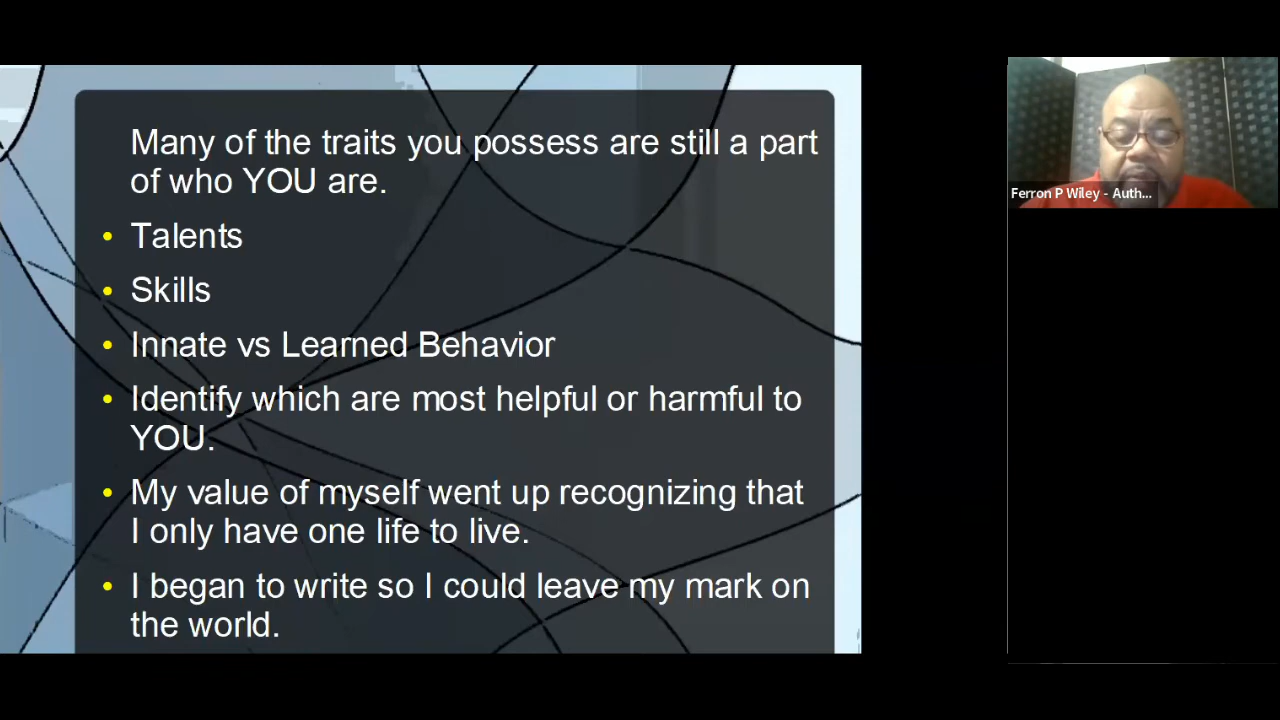 Many of the traits you possess are still a part
of who YOU are.
• Talents
• Skills
• Innate vs Learned Behavior
• Identify which are most helpful or harmful to
YOU.
• My value of myself went up recognizing that
I only have one life to live.
• I began to write so I could leave my mark on
the world.
Ferron P Wiley - Auth...